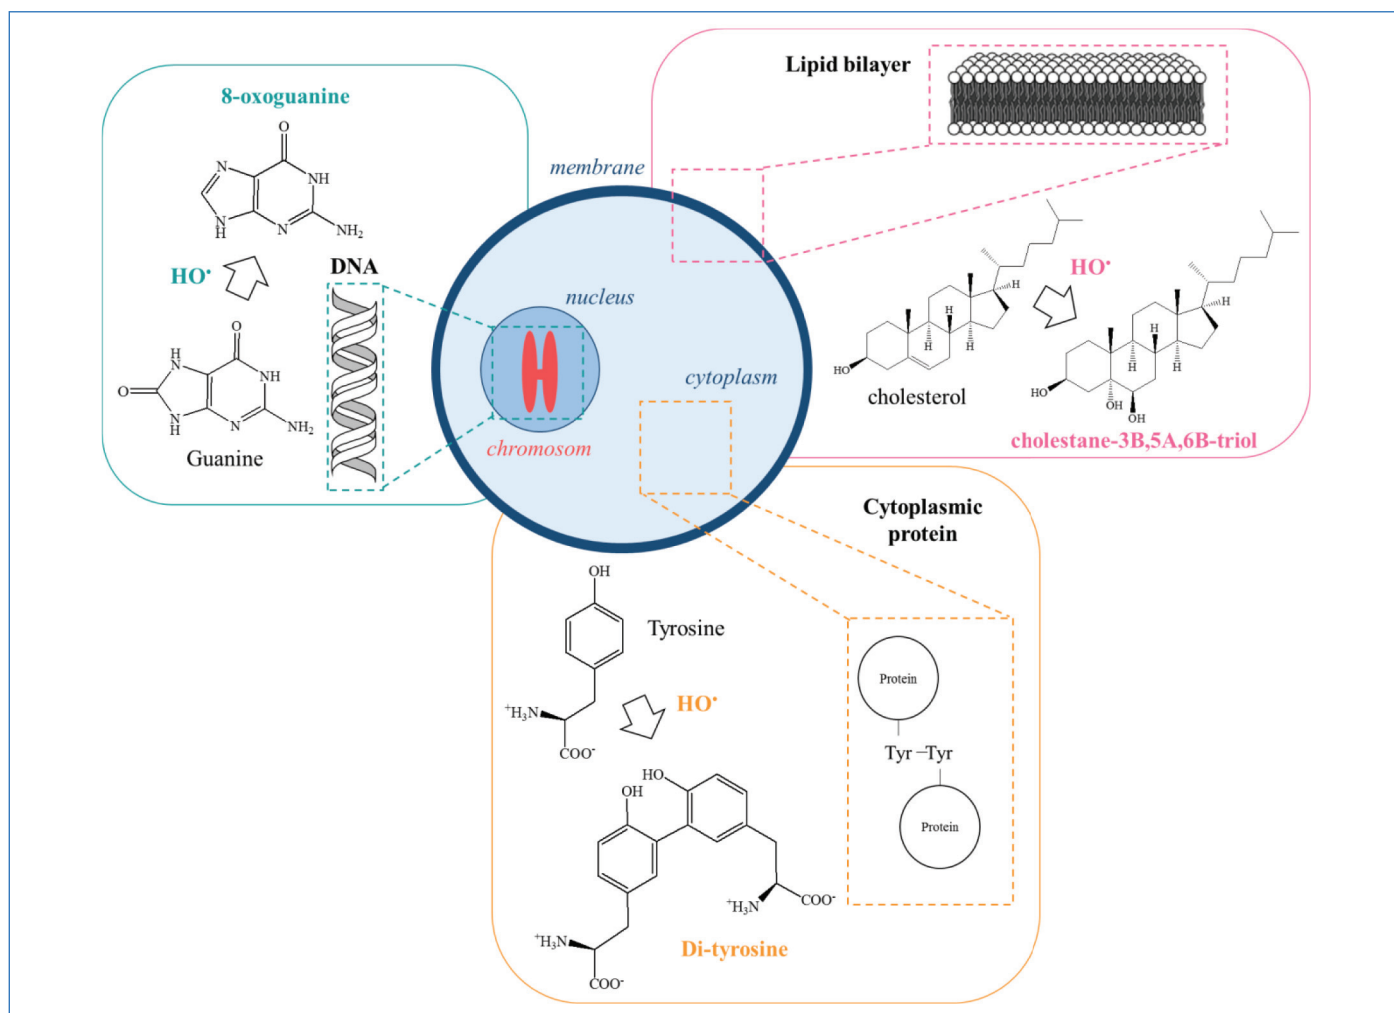 8-oxoguanine
O
N
NH
N
H
N
NH2
HO•
DNA
O
H
N
NH
O
N
H
N
NH2
Guanine
membrane
nucleus
cytoplasm
chromosom
Lipid bilayer
H
H
H
H
HO
cholesterol
HO•
H
H
H
H
HO
OH
OH
cholestane-3B,5A,6B-triol
Cytoplasmic
protein
OH
Tyrosine
+H3N
COO-
HO•
HO
OH
+H3N
COO-
+H3N
COO-
Di-tyrosine
Protein
Tyr –Tyr
Protein